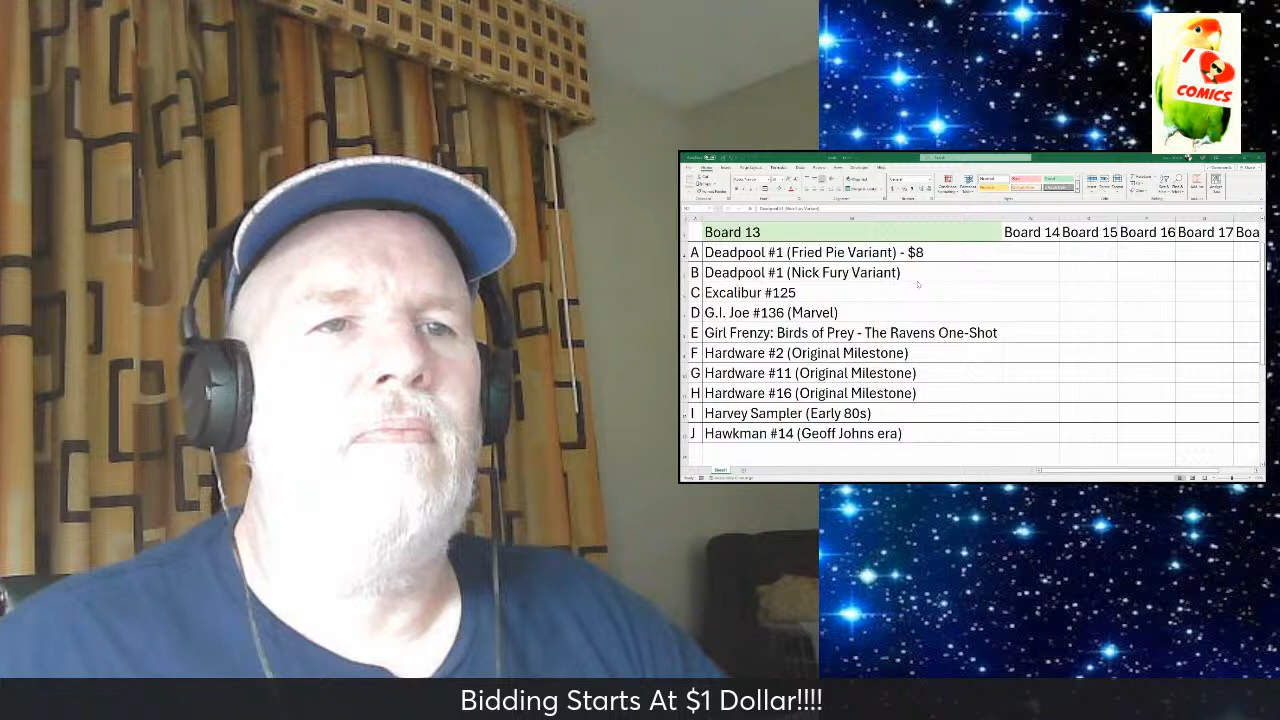 I
COMICS
Board 13 Board 14 Board 15 Board 16 Board 17 Boa
A Deadpool #1 (Fried Pie Variant) - $8
B Deadpool #1 (Nick Fury Variant)
C Excalibur #125
D G.I. Joe #136 (Marvel)
E Girl Frenzy: Birds of Prey - The Ravens One-Shot
F Hardware #2 (Original Milestone)
G Hardware #11 (Original Milestone)
H Hardware #16 (Original Milestone)
I Harvey Sampler (Early 80s)
J Hawkman #14 (Geoff Johns era)
Bidding Starts At $1 Dollar!!!!